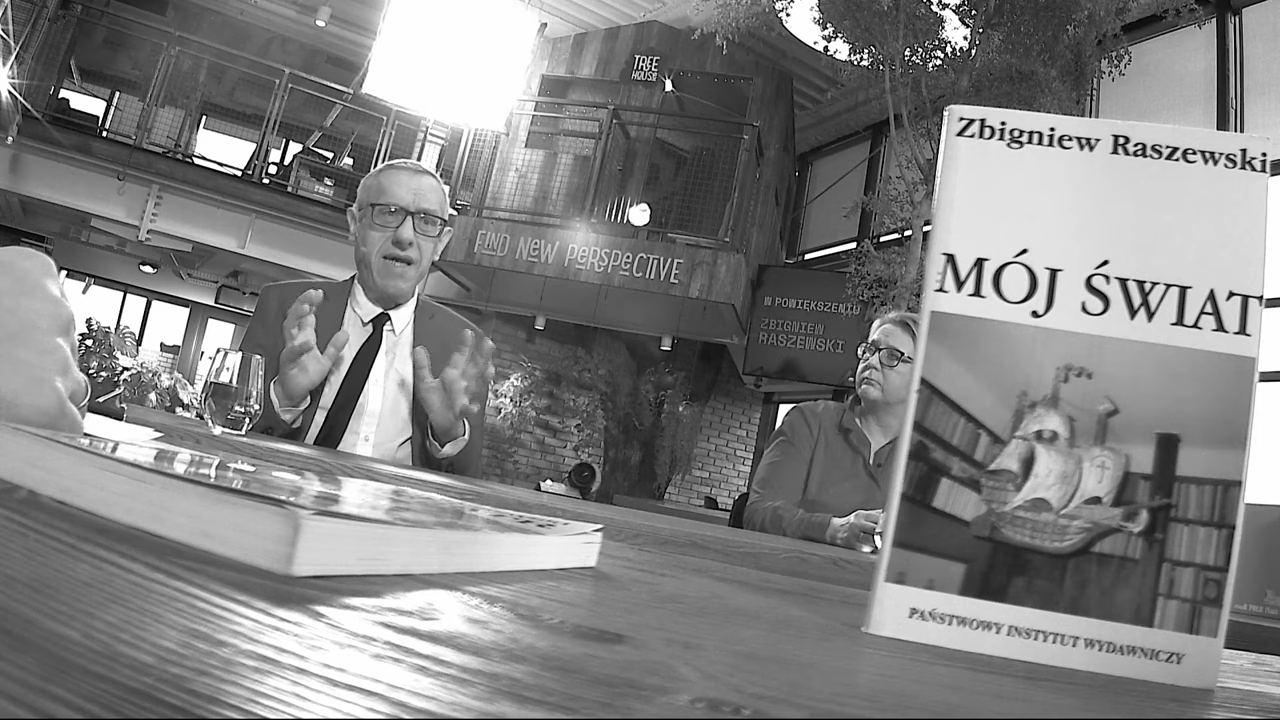 TREE
HOUSE
FIND NEW PERSPECTIVE
W POWIĘKSZENIU
ZBIGNIEW
RASZEWSKI
Zbigniew Raszewski
MÓJ ŚWIAT
PAŃSTWOWY INSTYTUT WYDAWNICZY